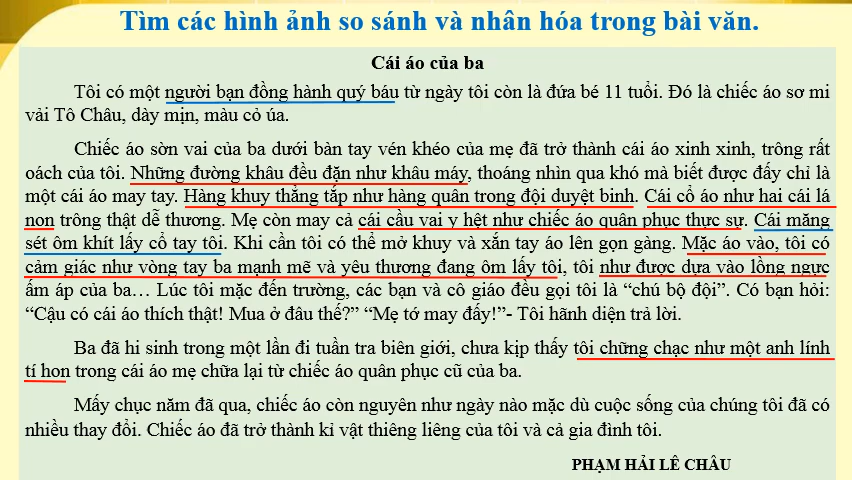 Tìm các hình ảnh so sánh và nhân hóa trong bài văn.
Cái áo của ba
Tôi có một người bạn đồng hành quý báu từ ngày tôi còn là đứa bé 11 tuổi. Đó là chiếc áo sơ mi
vải Tô Châu, dày mịn, màu cỏ úa.
Chiếc áo sờn vai của ba dưới bàn tay vén khéo của mẹ đã trở thành cái áo xinh xinh, trông rất
oách của tôi. Những đường khâu đều đặn như khâu máy, thoáng nhìn qua khó mà biết được đấy chỉ là
một cái áo may tay. Hàng khuy thẳng tắp như hàng quân trong đội duyệt binh. Cái cổ áo như hai cái lá
non trông thật dễ thương. Mẹ còn may cả cái cầu vai y hệt như chiếc áo quân phục thực sự. Cái măng
sét ôm khít lấy cổ tay tôi. Khi cần tôi có thể mở khuy và xắn tay áo lên gọn gàng. Mặc áo vào, tôi có
cảm giác như vòng tay ba mạnh mẽ và yêu thương đang ôm lấy tôi, tôi như được dựa vào lồng ngực
ấm áp của ba… Lúc tôi mặc đến trường, các bạn và cô giáo đều gọi tôi là “chú bộ đội”. Có bạn hỏi:
“Cậu có cái áo thích thật! Mua ở đâu thế?” “Mẹ tớ may đấy!”- Tôi hãnh diện trả lời.
Ba đã hi sinh trong một lần đi tuần tra biên giới, chưa kịp thấy tôi chững chạc như một anh lính
tí hon trong cái áo mẹ chữa lại từ chiếc áo quân phục cũ của ba.
Mấy chục năm đã qua, chiếc áo còn nguyên như ngày nào mặc dù cuộc sống của chúng tôi đã có
nhiều thay đổi. Chiếc áo đã trở thành kỉ vật thiêng liêng của tôi và cả gia đình tôi.
PHẠM HẢI LÊ CHÂU